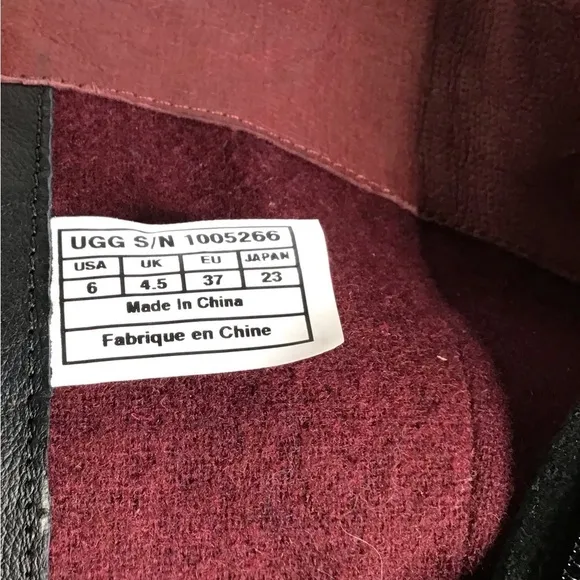 UGG S/N 1005266
USA UK EU JAPAN
6 4.5 37 23
Made In China
Fabrique en Chine